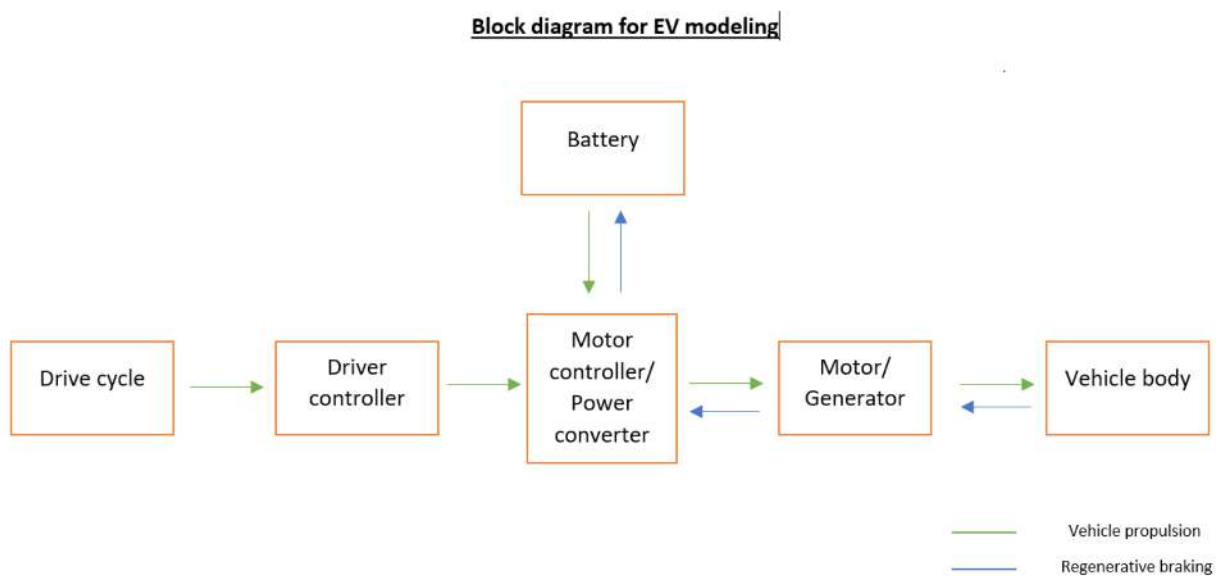 Block diagram for EV modeling
Battery
Drive cycle
Driver
controller
Motor
controller/
Power
converter
Motor/
Generator
Vehicle body
Vehicle propulsion
Regenerative braking